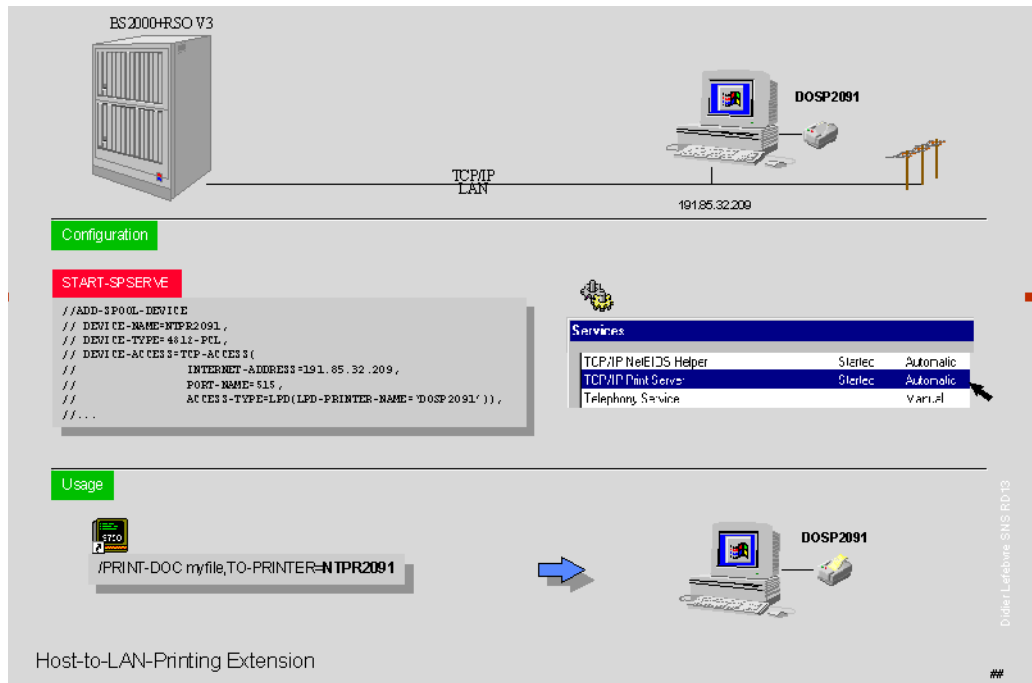 BS2000+RSO V3
DOSP2091
TCP/IP
LAN
191.85.32.209
Configuration
START-SPSERVE
//ADD-SPOOL-DEVICE
// DEVICE-NAME=NTPR2091,
// DEVICE-TYPE=4812-PCL,
// DEVICE-ACCESS=TCP-ACCESS(
// INTERNET-ADDRESS=191.85.32.209,
// PORT-NAME=515,
// ACCESS-TYPE=LPD(LPD-PRINTER-NAME='DOSP2091')),
//...
Services
TCP/IP NetBIOS Helper Started Automatic
TCP/IP Print Server Started Automatic
Telephony Service Manual
Usage
9750
/PRINT-DOC myfile,TO-PRINTER=NTPR2091
DOSP2091
Didier Lefebvre SNS RD13
Host-to-LAN-Printing Extension
##